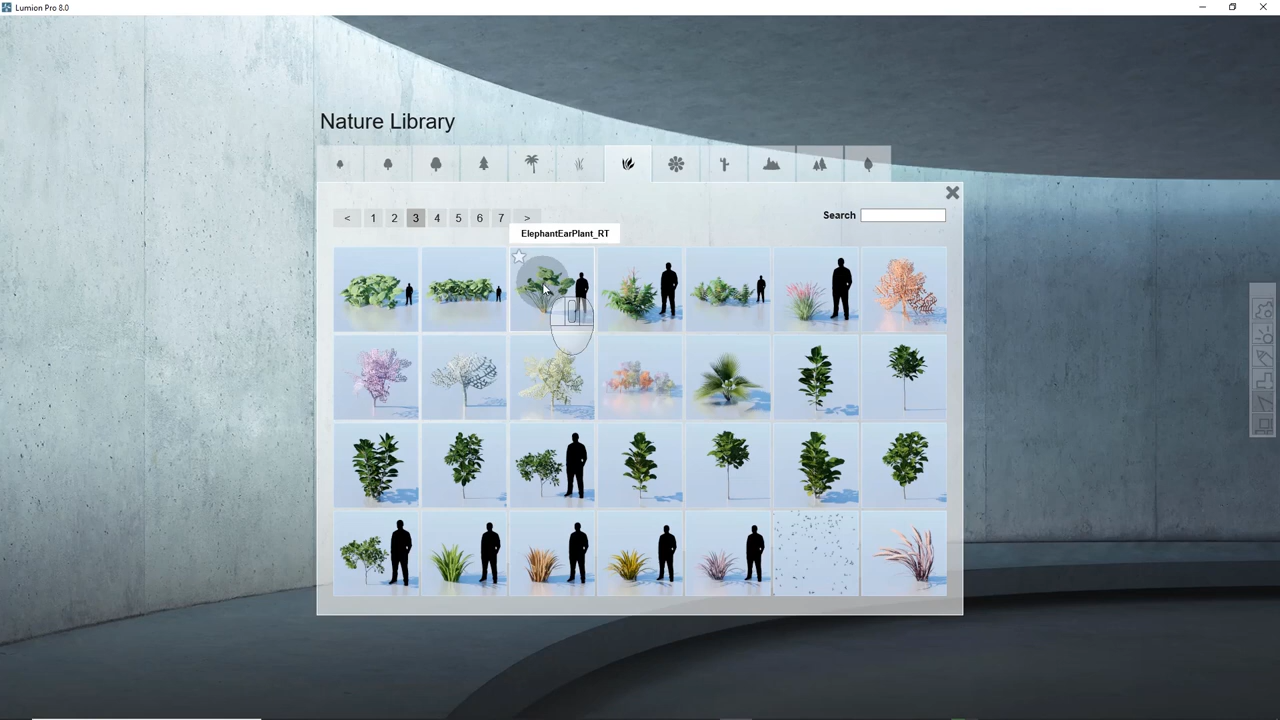 Lumion Pro 8.0
Nature Library
< 1 2 3 4 5 6 7 >
Search
ElephantEarPlant_RT